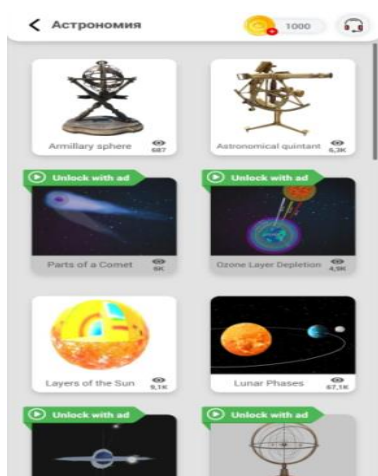 Астрономия
1000
Armillary sphere
687
Astronomical quintant
6,3K
Unlock with ad
Unlock with ad
Parts of a Comet
6K
Ozone Layer Depletion
4,9K
Layers of the Sun
9,1K
Lunar Phases
67,1K
Unlock with ad
Unlock with ad